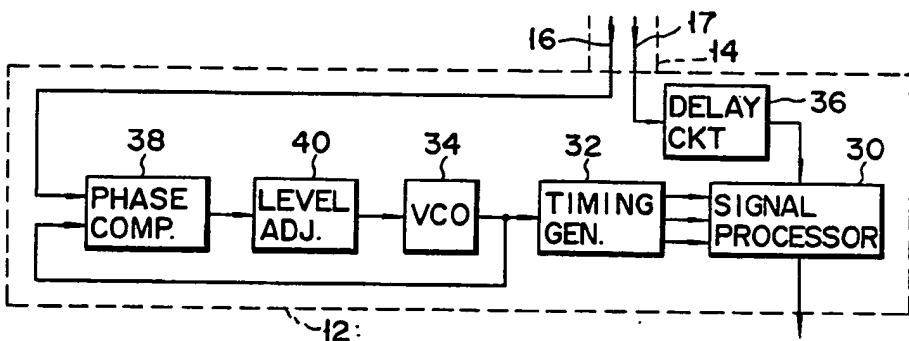 16
17
14
DELAY
CKT
36
38
40
34
32
30
PHASE
COMP.
LEVEL
ADJ.
VCO
TIMING
GEN.
SIGNAL
PROCESSOR
12: